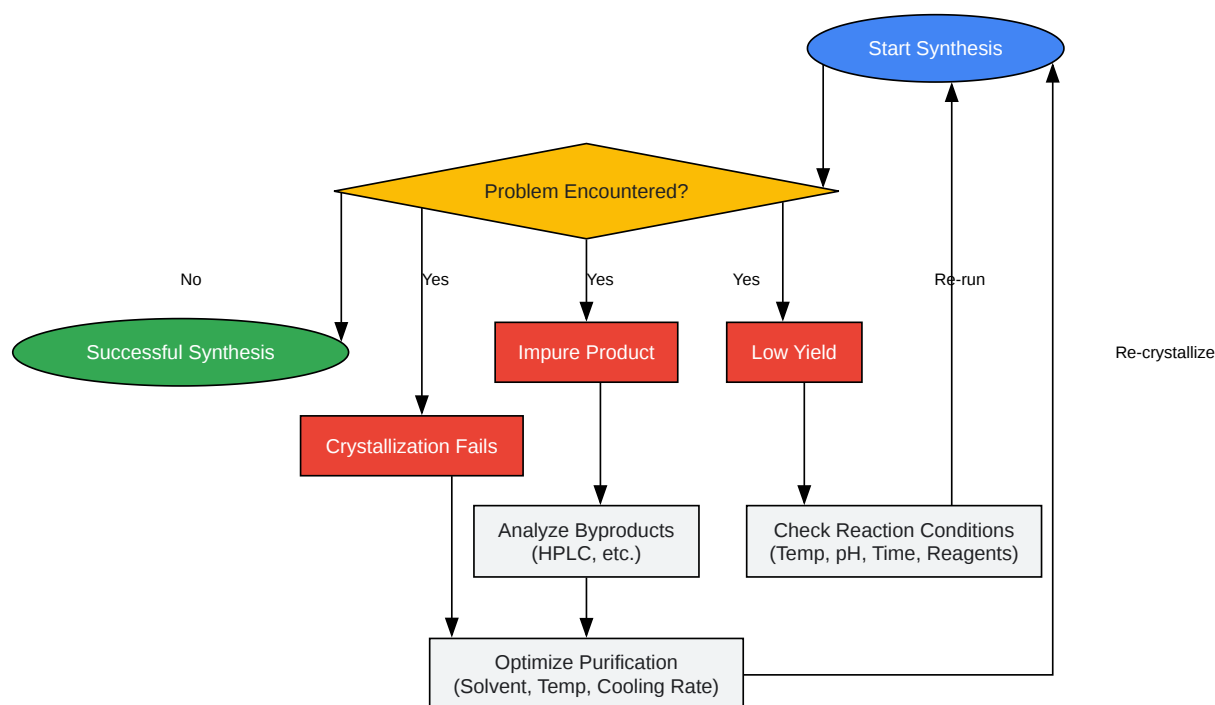 Start Synthesis
Problem Encountered?
No
Yes
Yes
Yes
Re-run
Successful Synthesis
Impure Product
Low Yield
Re-crystallize
Crystallization Fails
Analyze Byproducts
(HPLC, etc.)
Check Reaction Conditions
(Temp, pH, Time, Reagents)
Optimize Purification
(Solvent, Temp, Cooling Rate)